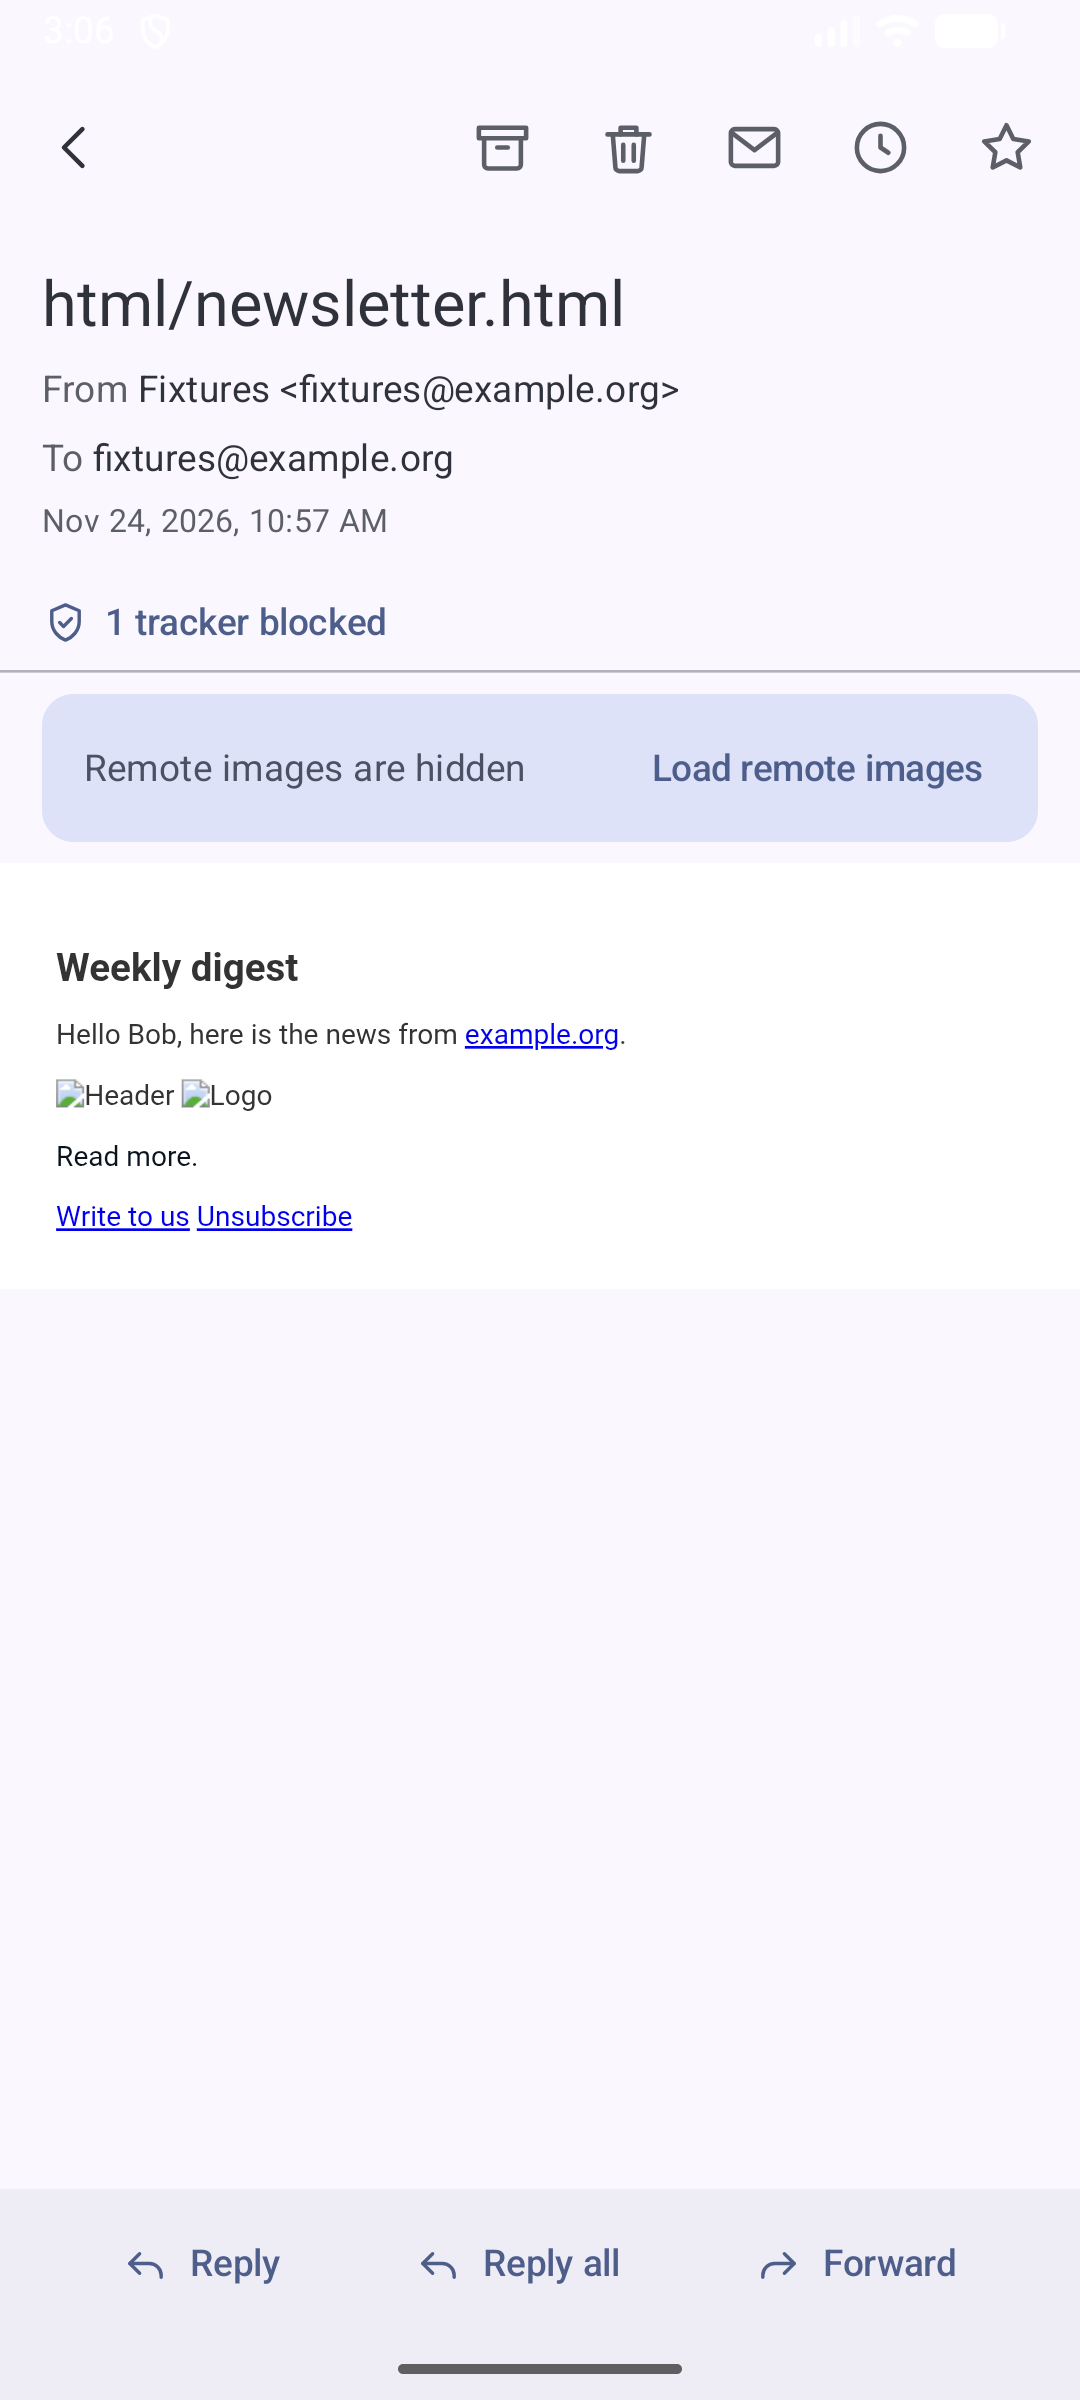 3:06
html/newsletter.html
From Fixtures <fixtures@example.org>
To fixtures@example.org
Nov 24, 2026, 10:57 AM
1 tracker blocked
Remote images are hidden Load remote images
Weekly digest
Hello Bob, here is the news from example.org.
Header Logo
Read more.
Write to us Unsubscribe
Reply Reply all Forward